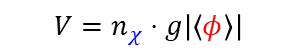 V = n_χ · g|⟨ϕ⟩|